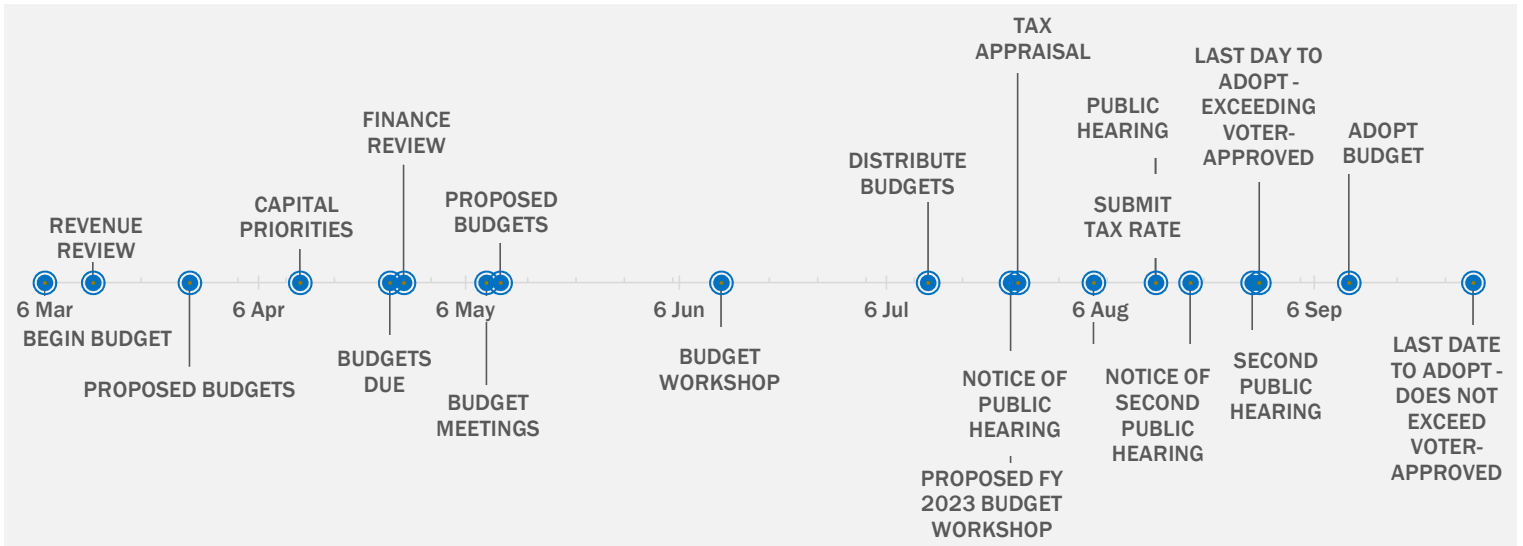 TAX
APPRAISAL
LAST DAY TO
ADOPT -
EXCEEDING
VOTER-
APPROVED
FINANCE
REVIEW
PUBLIC
HEARING
ADOPT
BUDGET
DISTRIBUTE
BUDGETS
REVENUE
REVIEW
CAPITAL
PRIORITIES
PROPOSED
BUDGETS
SUBMIT
TAX RATE
6 Mar
6 Apr
6 May
6 Jun
6 Jul
6 Aug
6 Sep
BEGIN BUDGET
PROPOSED BUDGETS
BUDGETS
DUE
BUDGET
MEETINGS
BUDGET
WORKSHOP
NOTICE OF
PUBLIC
HEARING
PROPOSED FY
2023 BUDGET
WORKSHOP
NOTICE OF
SECOND
PUBLIC
HEARING
SECOND
PUBLIC
HEARING
LAST DATE
TO ADOPT -
DOES NOT
EXCEED
VOTER-
APPROVED